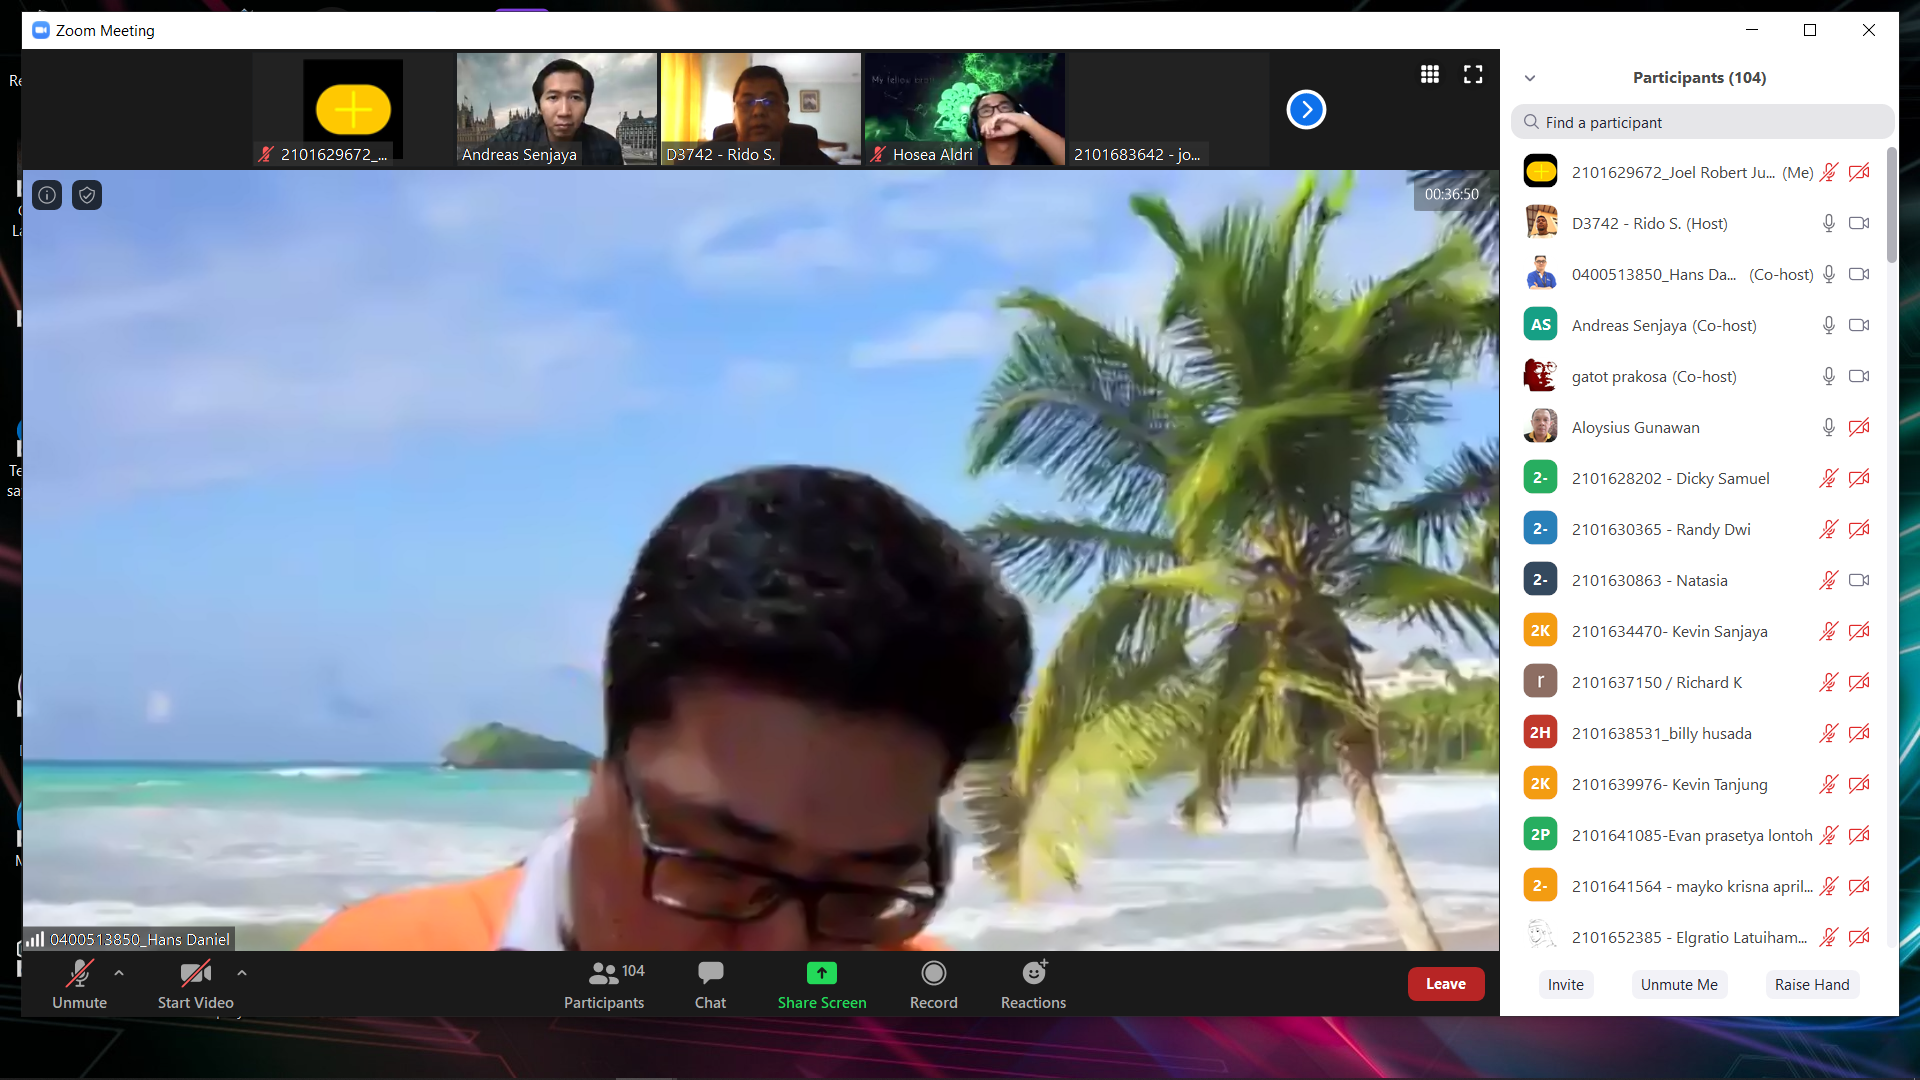 Zoom Meeting
2101629672_...
Andreas Senjaya
D3742 - Rido S.
My fellow
Hosea Aldri
2101683642 - jo...
00:36:50
0400513850_Hans Daniel
Unmute
Start Video
104
Participants
Chat
Share Screen
Record
Reactions
Leave
Participants (104)
Find a participant
2101629672_Joel Robert Ju... (Me)
D3742 - Rido S. (Host)
0400513850_Hans Da... (Co-host)
AS Andreas Senjaya (Co-host)
gatot prakosa (Co-host)
Aloysius Gunawan
2- 2101628202 - Dicky Samuel
2- 2101630365 - Randy Dwi
2- 2101630863 - Natasia
2K 2101634470- Kevin Sanjaya
r 2101637150 / Richard K
2H 2101638531_billy husada
2K 2101639976- Kevin Tanjung
2P 2101641085-Evan prasetya lontoh
2- 2101641564 - mayko krisna april...
2101652385 - Elgratio Latuiham...
Invite
Unmute Me
Raise Hand